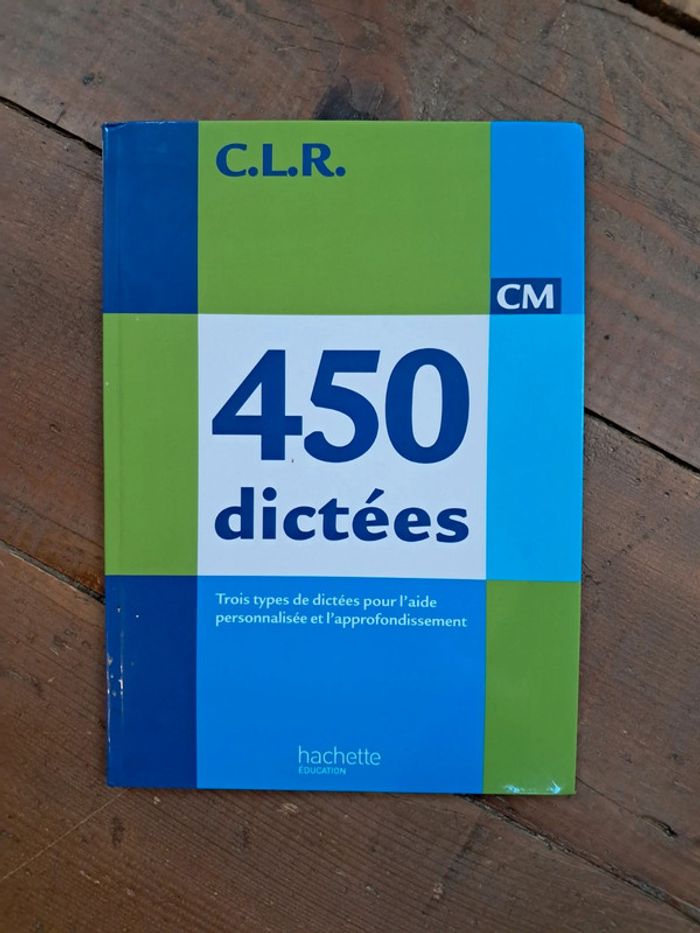 C.L.R.
CM
450
dictées
Trois types de dictées pour l'aide
personnalisée et l'approfondissement
hachette
ÉDUCATION